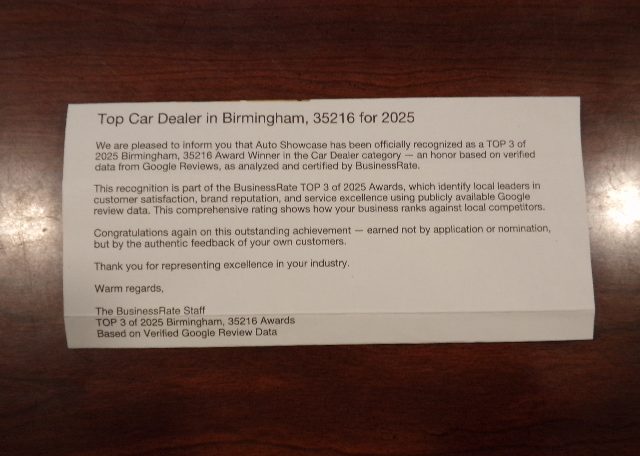 Top Car Dealer in Birmingham, 35216 for 2025
We are pleased to inform you that Auto Showcase has been officially recognized as a TOP 3 of
2025 Birmingham, 35216 Award Winner in the Car Dealer category — an honor based on verified
data from Google Reviews, as analyzed and certified by BusinessRate.
This recognition is part of the BusinessRate TOP 3 of 2025 Awards, which identify local leaders in
customer satisfaction, brand reputation, and service excellence using publicly available Google
review data. This comprehensive rating shows how your business ranks against local competitors.
Congratulations again on this outstanding achievement — earned not by application or nomination,
but by the authentic feedback of your own customers.
Thank you for representing excellence in your industry.
Warm regards,
The BusinessRate Staff
TOP 3 of 2025 Birmingham, 35216 Awards
Based on Verified Google Review Data